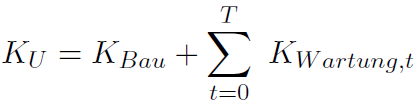 K_U = K_{Bau} + \sum_{t=0}^{T} K_{Wartung,t}